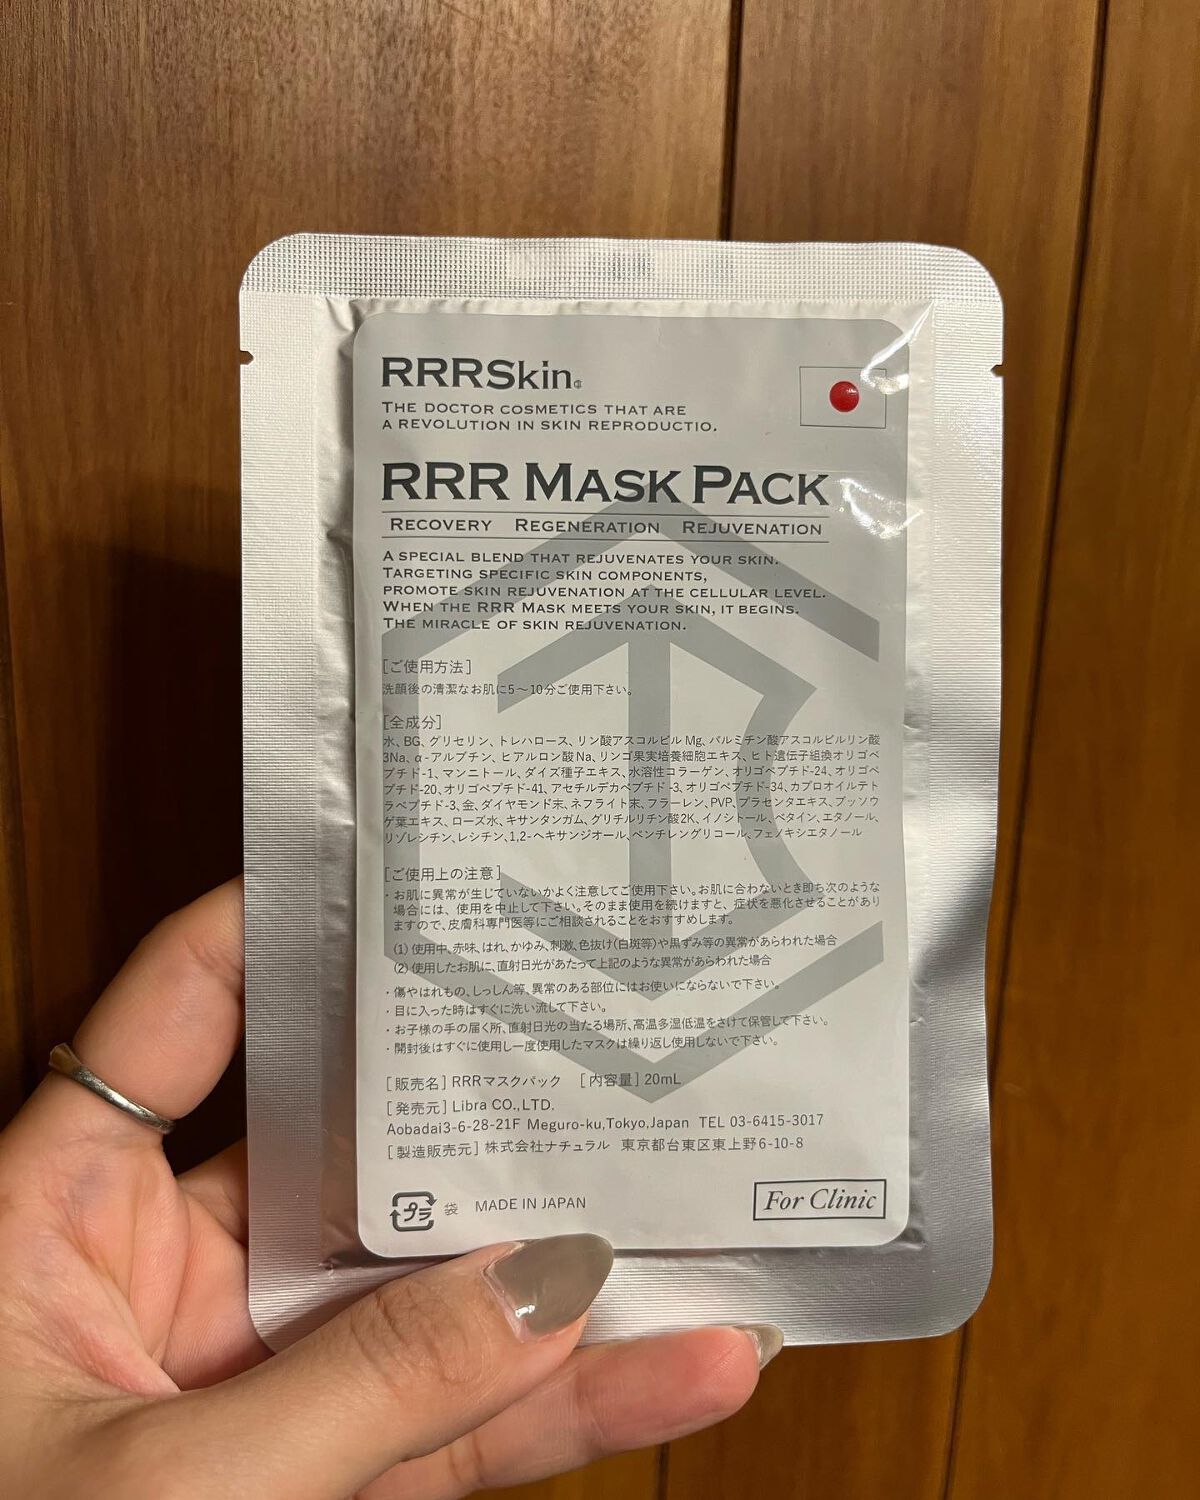 RRRSkin
THE DOCTOR COSMETICS THAT ARE
A REVOLUTION IN SKIN REPRODUCTIO.
RRR MASK PACK
RECOVERY REGENERATION REJUVENATION
A SPECIAL BLEND THAT REJUVENATES YOUR SKIN.
TARGETING SPECIFIC SKIN COMPONENTS,
PROMOTE SKIN REJUVENATION AT THE CELLULAR LEVEL.
WHEN THE RRR MASK MEETS YOUR SKIN, IT BEGINS.
THE MIRACLE OF SKIN REJUVENATION.
[ご使用方法]
洗顔後の清潔なお肌に5〜10分ご使用下さい。
[全成分]
水、BG、グリセリン、トレハロース、リン酸アスコルビルMg、パルミチン酸アスコルビルリン酸
3Na、α-アルブチン、ヒアルロン酸Na、リンゴ果実培養細胞エキス、ヒト遺伝子組換オリゴペ
プチド-1、マンニトール、ダイズ種子エキス、水溶性コラーゲン、オリゴペプチド-24、オリゴペ
プチド-20、オリゴペプチド-41、アセチルデカペプチド-3、オリゴペプチド-34、カプロオイルテト
ラペプチド-3、金、ダイヤモンド末、ネフライト末、フラーレン、PVP、プラセンタエキス、ブッソウ
ゲ葉エキス、ローズ水、キサンタンガム、グリチルリチン酸2K、イノシトール、ベタイン、エタノール、
リゾレシチン、レシチン、1,2-ヘキサンジオール、ペンチレングリコール、フェノキシエタノール
[ご使用上の注意]
・お肌に異常が生じていないかよく注意してご使用下さい。お肌に合わないとき即ち次のような
場合には、使用を中止して下さい。そのまま使用を続けますと、症状を悪化させることがあり
ますので、皮膚科専門医等にご相談されることをおすすめします。
(1)使用中、赤味、はれ、かゆみ、刺激、色抜け(白斑等)や黒ずみ等の異常があらわれた場合
(2)使用したお肌に、直射日光があたって上記のような異常があらわれた場合
・傷やはれもの、しっしん等、異常のある部位にはお使いにならないで下さい。
・目に入った時はすぐに洗い流して下さい。
・お子様の手の届く所、直射日光の当たる場所、高温多湿低温をさけて保管して下さい。
・開封後はすぐに使用し一度使用したマスクは繰り返し使用しないで下さい。
[販売名]RRRマスクパック [内容量]20mL
[発売元]Libra CO.,LTD.
Aobadai3-6-28-21F Meguro-ku,Tokyo,Japan TEL 03-6415-3017
[製造販売元]株式会社ナチュラル 東京都台東区東上野6-10-8
プラ 袋 MADE IN JAPAN For Clinic